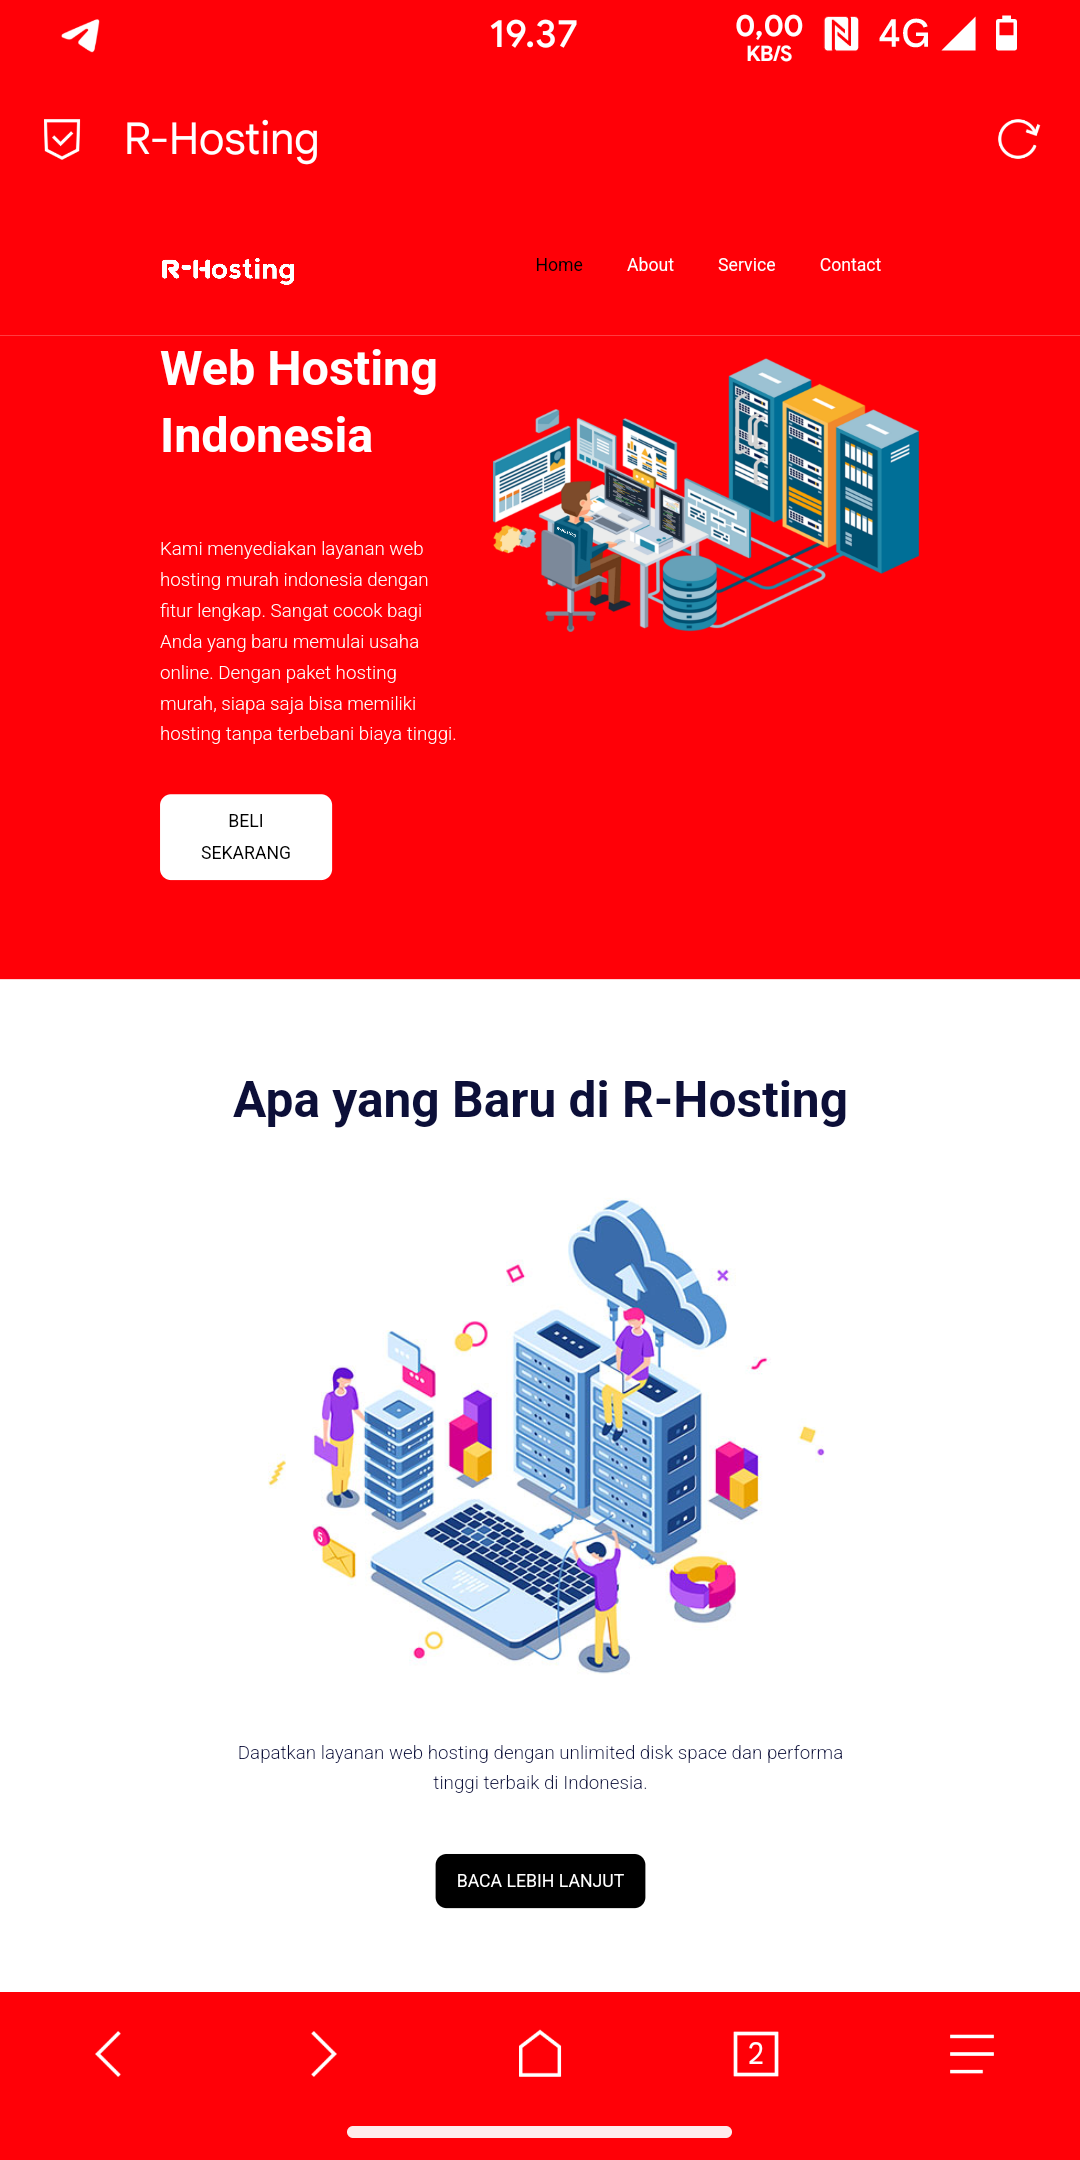 19.37
0,00
KB/S
4G
R-Hosting
R-Hosting
Home About Service Contact
Web Hosting
Indonesia
Kami menyediakan layanan web
hosting murah indonesia dengan
fitur lengkap. Sangat cocok bagi
Anda yang baru memulai usaha
online. Dengan paket hosting
murah, siapa saja bisa memiliki
hosting tanpa terbebani biaya tinggi.
BELI
SEKARANG
Apa yang Baru di R-Hosting
5
Dapatkan layanan web hosting dengan unlimited disk space dan performa
tinggi terbaik di Indonesia.
BACA LEBIH LANJUT
2